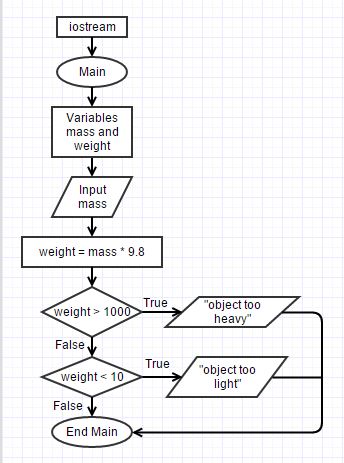 iostream
Main
Variables
mass and
weight
Input
mass
weight = mass * 9.8
weight > 1000
True
"object too
heavy"
False
weight < 10
True
"object too
light"
False
End Main